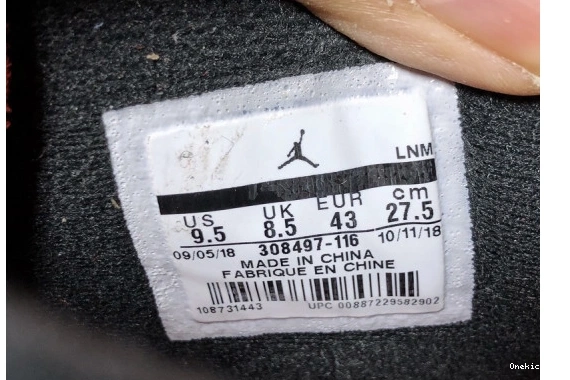 LNM
US UK EUR cm
9.5 8.5 43 27.5
09/05/18 308497-116 10/11/18
MADE IN CHINA
FABRIQUE EN CHINE
108731443 UPC 00887229582902
Onekic